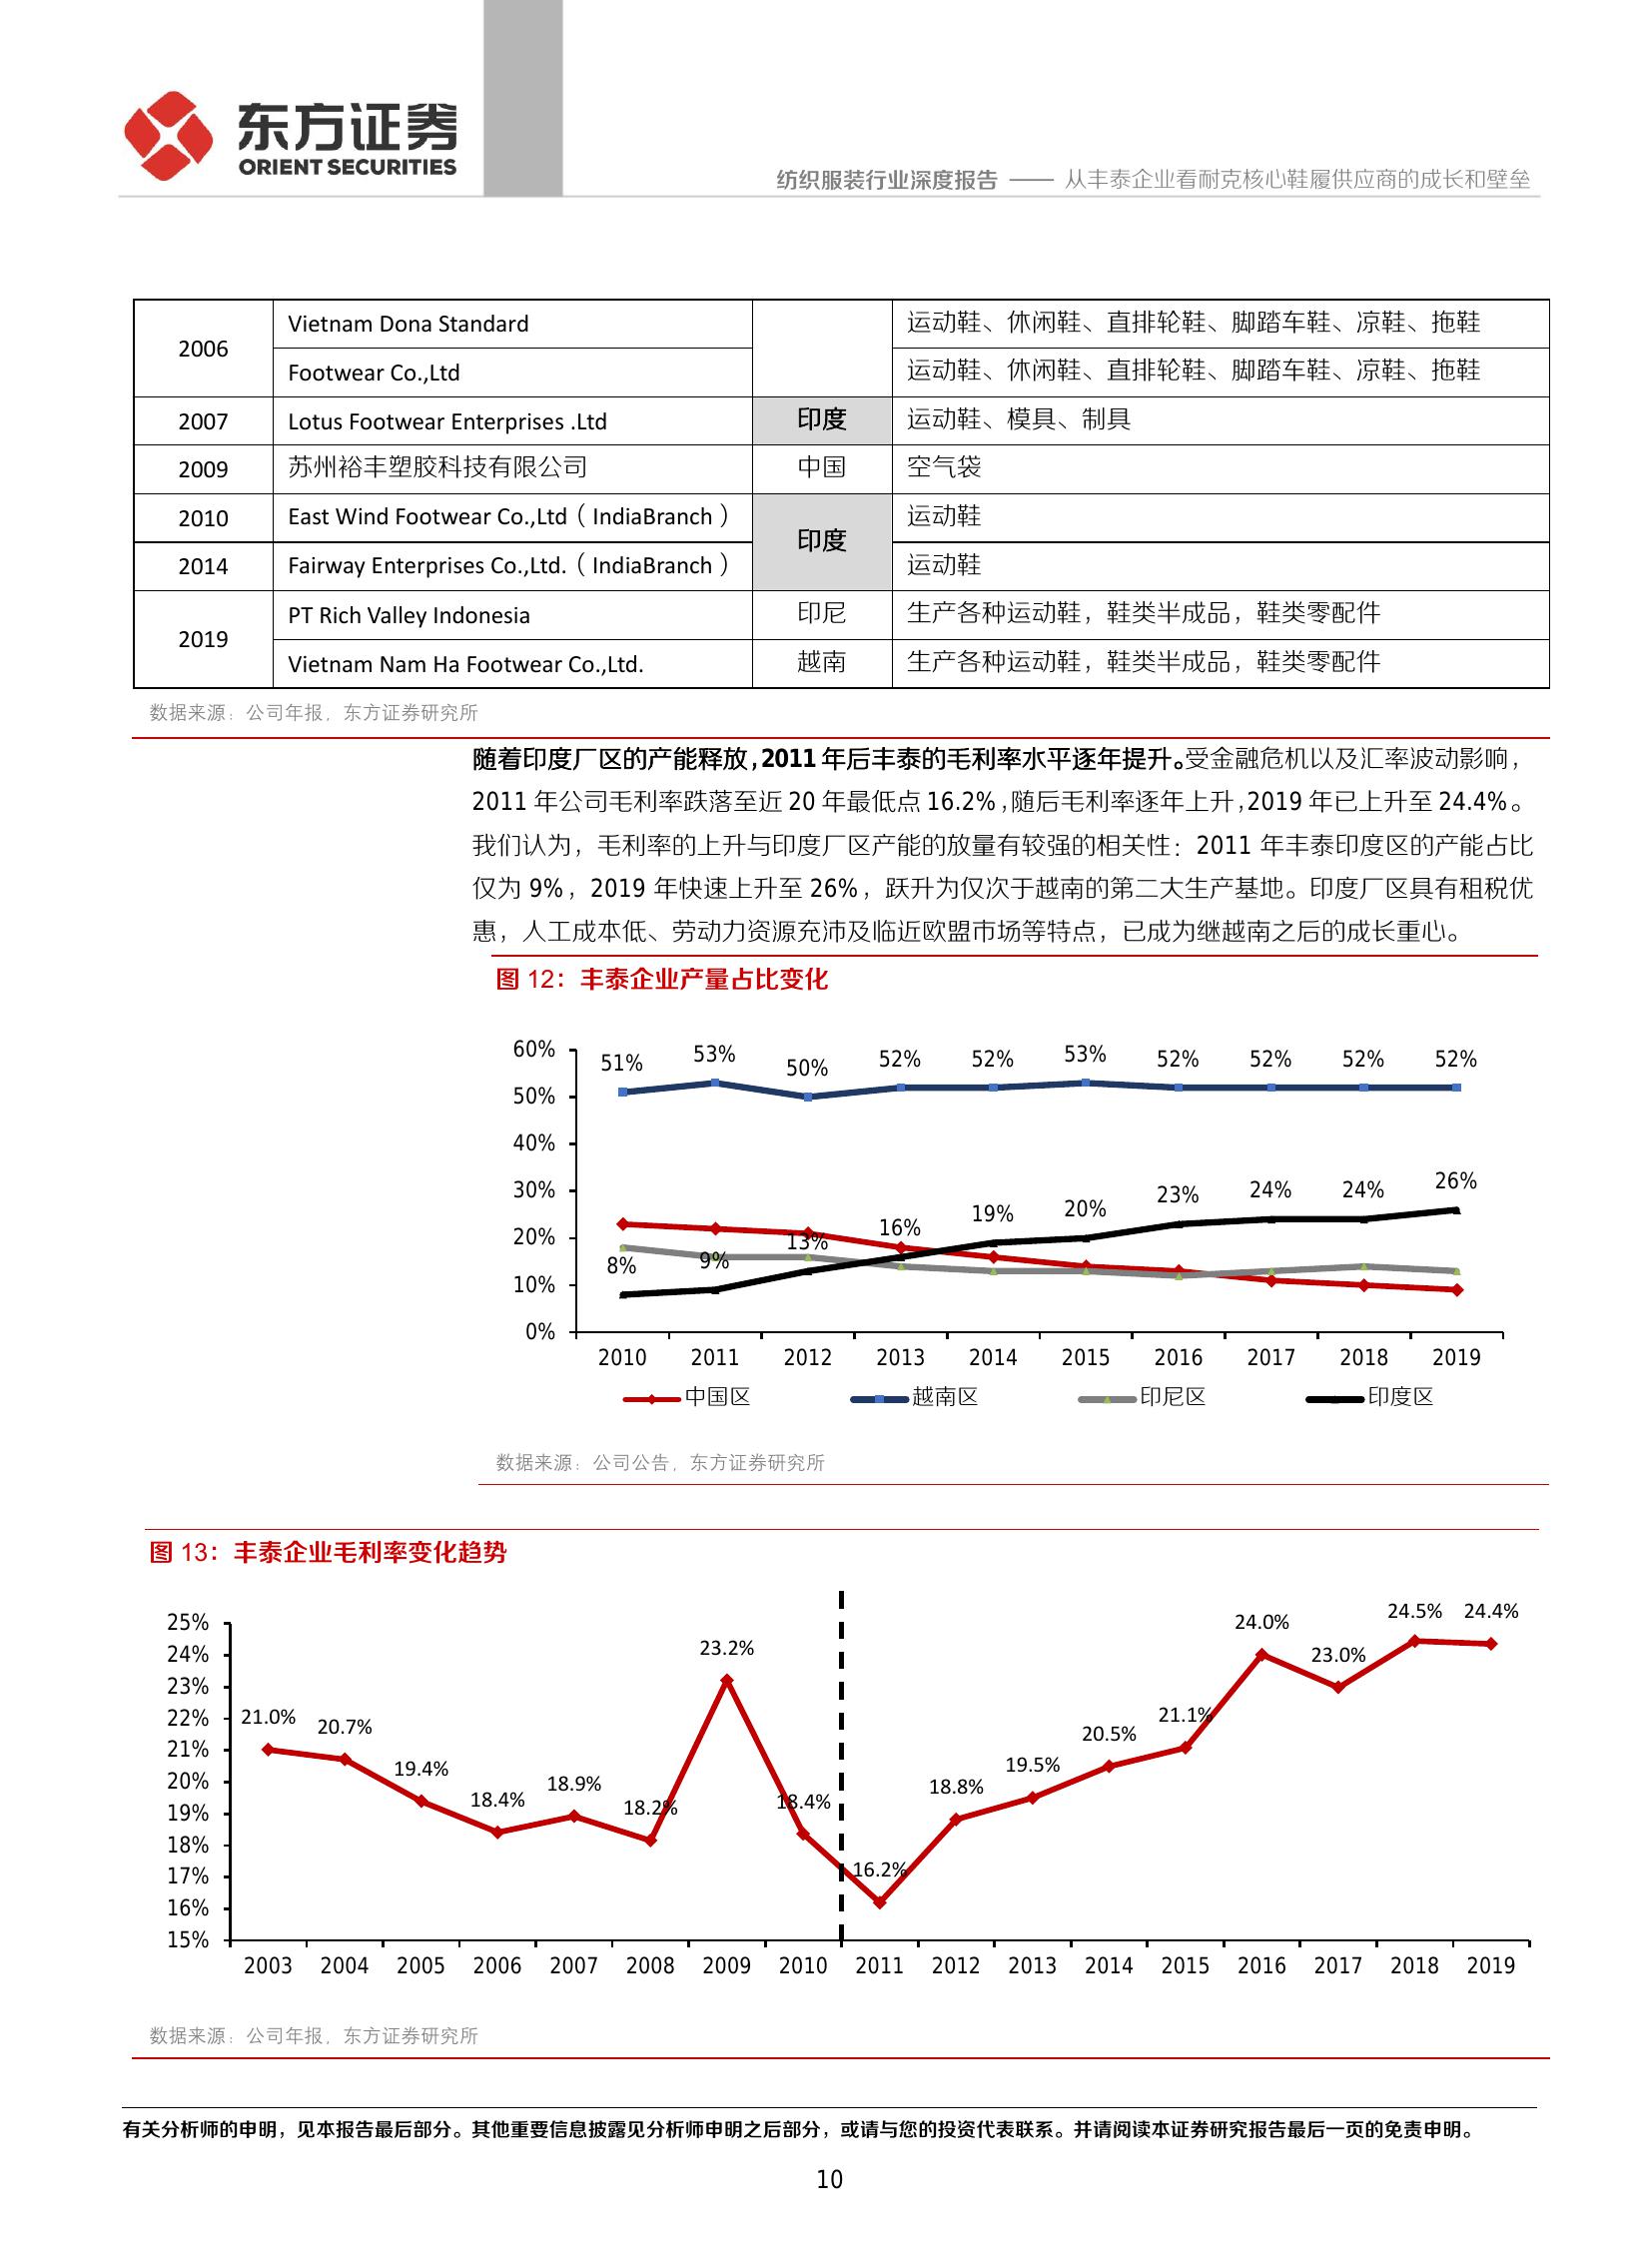 东方证券
ORIENT SECURITIES
纺织服装行业深度报告 —— 从丰泰企业看耐克核心鞋履供应商的成长和壁垒
2006 Vietnam Dona Standard 运动鞋、休闲鞋、直排轮鞋、脚踏车鞋、凉鞋、拖鞋
Footwear Co.,Ltd 运动鞋、休闲鞋、直排轮鞋、脚踏车鞋、凉鞋、拖鞋
2007 Lotus Footwear Enterprises .Ltd 印度 运动鞋、模具、制具
2009 苏州裕丰塑胶科技有限公司 中国 空气袋
2010 East Wind Footwear Co.,Ltd（IndiaBranch） 印度 运动鞋
2014 Fairway Enterprises Co.,Ltd.（IndiaBranch） 运动鞋
2019 PT Rich Valley Indonesia 印尼 生产各种运动鞋，鞋类半成品，鞋类零配件
Vietnam Nam Ha Footwear Co.,Ltd. 越南 生产各种运动鞋，鞋类半成品，鞋类零配件
数据来源：公司年报，东方证券研究所
随着印度厂区的产能释放，2011 年后丰泰的毛利率水平逐年提升。受金融危机以及汇率波动影响，
2011 年公司毛利率跌落至近 20 年最低点 16.2%，随后毛利率逐年上升，2019 年已上升至 24.4%。
我们认为，毛利率的上升与印度厂区产能的放量有较强的相关性：2011 年丰泰印度区的产能占比
仅为 9%，2019 年快速上升至 26%，跃升为仅次于越南的第二大生产基地。印度厂区具有租税优
惠，人工成本低、劳动力资源充沛及临近欧盟市场等特点，已成为继越南之后的成长重心。
图 12：丰泰企业产量占比变化
60%
50%
40%
30%
20%
10%
0%
51% 53% 50% 52% 52% 53% 52% 52% 52% 52%
8% 9% 13% 16% 19% 20% 23% 24% 24% 26%
2010 2011 2012 2013 2014 2015 2016 2017 2018 2019
中国区 越南区 印尼区 印度区
数据来源：公司公告，东方证券研究所
图 13：丰泰企业毛利率变化趋势
25%
24%
23%
22%
21%
20%
19%
18%
17%
16%
15%
21.0% 20.7% 19.4% 18.4% 18.9% 18.2% 23.2% 18.4% 16.2% 18.8% 19.5% 20.5% 21.1% 24.0% 23.0% 24.5% 24.4%
2003 2004 2005 2006 2007 2008 2009 2010 2011 2012 2013 2014 2015 2016 2017 2018 2019
数据来源：公司年报，东方证券研究所
有关分析师的申明，见本报告最后部分。其他重要信息披露见分析师申明之后部分，或请与您的投资代表联系。并请阅读本证券研究报告最后一页的免责申明。
10